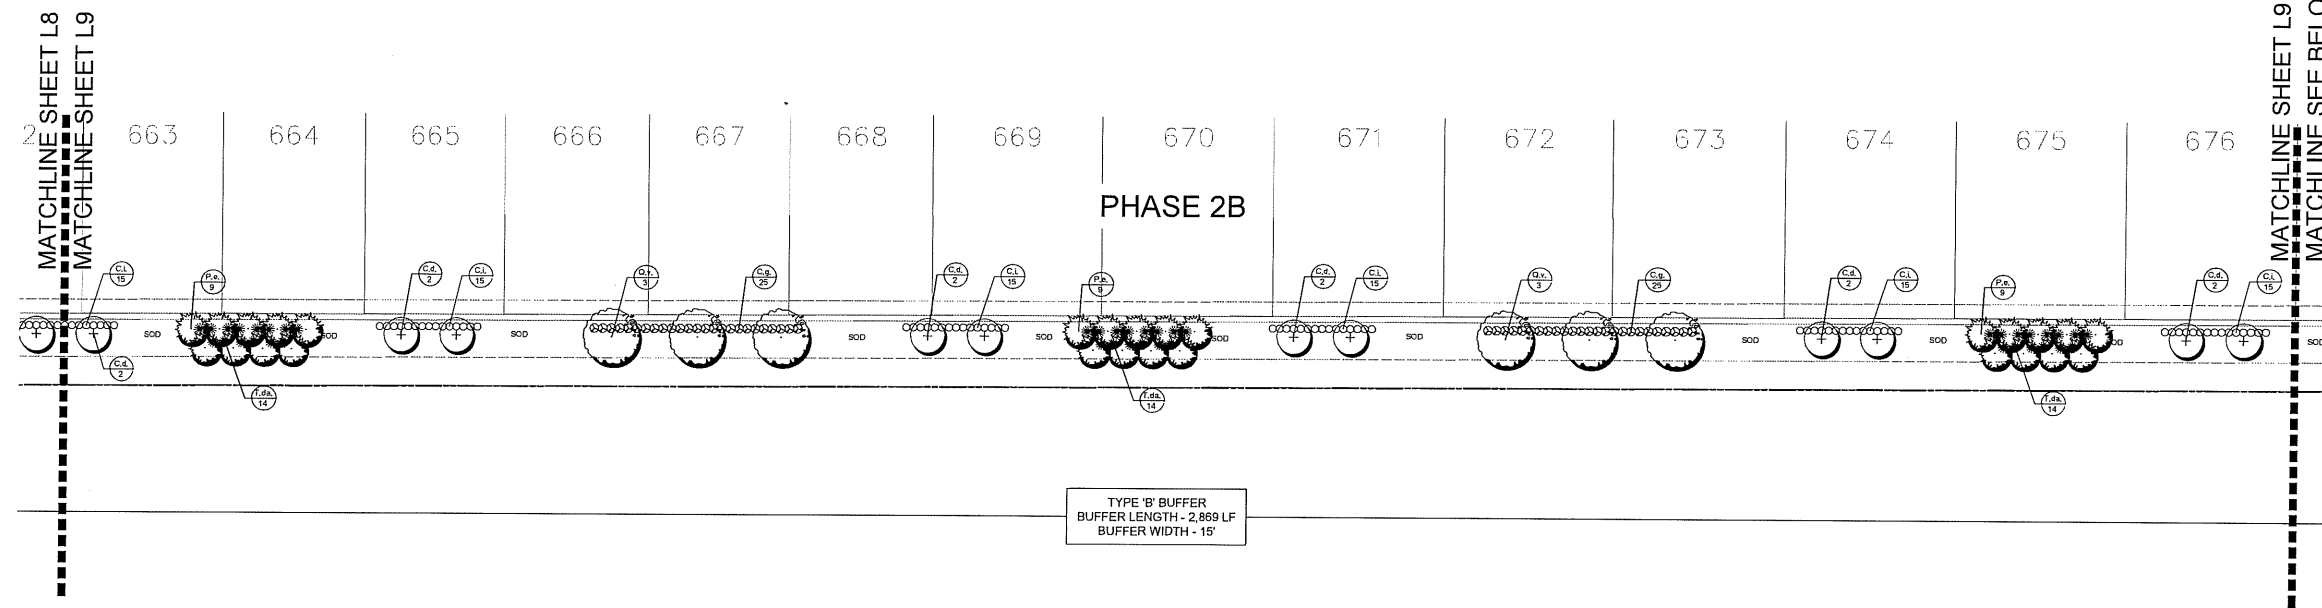 MATCHLINE SHEET L8
MATCHLINE SHEET L9
MATCHLINE SHEET L9
2 663 664 665 666 667 668 669 670 671 672 673 674 675 676
PHASE 2B
C.i. 15
P.e. 9
C.d. 2
C.i. 15
Q.v. 3
C.g. 25
C.d. 2
C.i. 15
P.e. 9
C.d. 2
C.i. 15
Q.v. 3
C.g. 25
C.d. 2
C.i. 15
P.e. 9
C.d. 2
C.i. 15
SOD SOD SOD SOD SOD SOD SOD SOD SOD SOD SOD
C.d. 2
T.da. 14
T.da. 14
T.da. 14
TYPE 'B' BUFFER
BUFFER LENGTH - 2,869 LF
BUFFER WIDTH - 15'